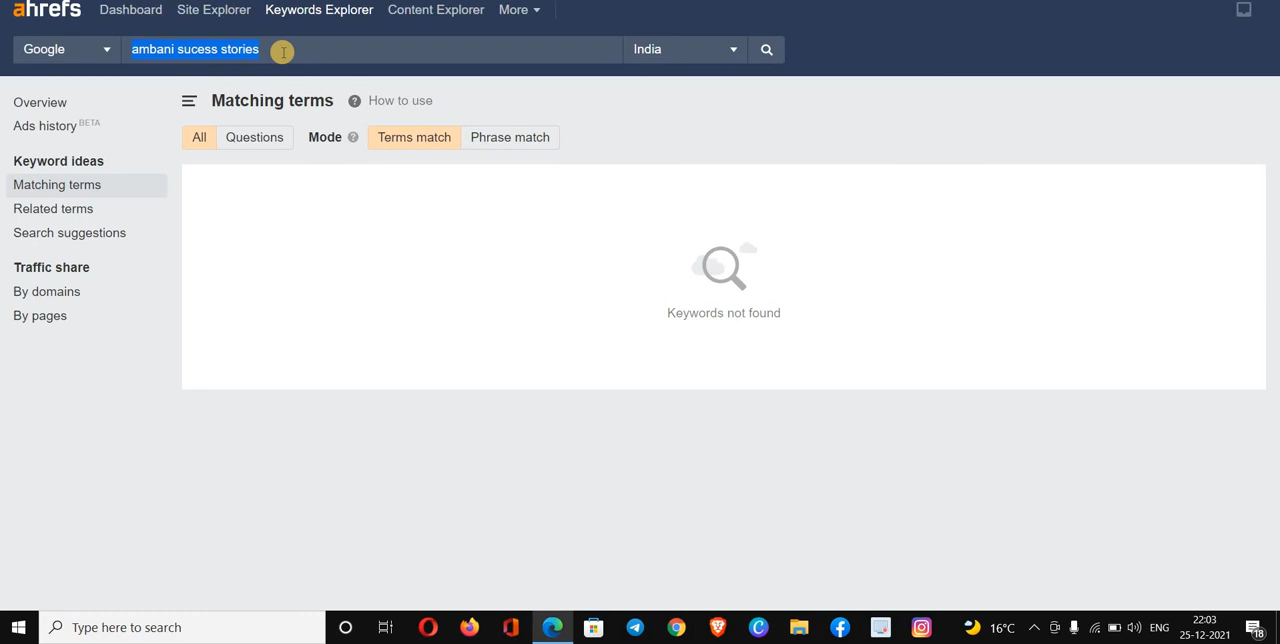 ahrefs Dashboard Site Explorer Keywords Explorer Content Explorer More
Google ambani sucess stories India
Overview
Ads history BETA
Keyword ideas
Matching terms
Related terms
Search suggestions
Traffic share
By domains
By pages
Matching terms ? How to use
All Questions Mode ? Terms match Phrase match
Keywords not found
Type here to search
16°C ENG 22:03
25-12-2021
18